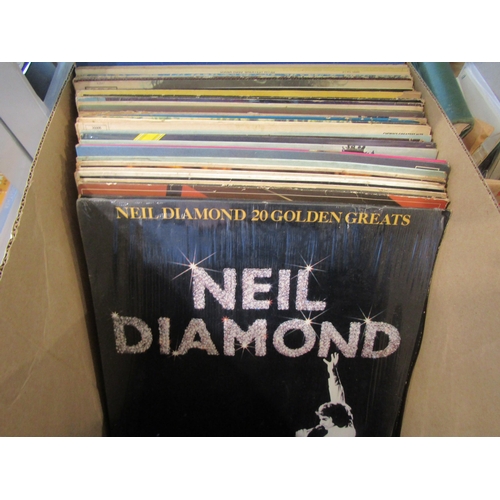 NEIL DIAMOND 20 GOLDEN GREATS
NEIL
DIAMOND